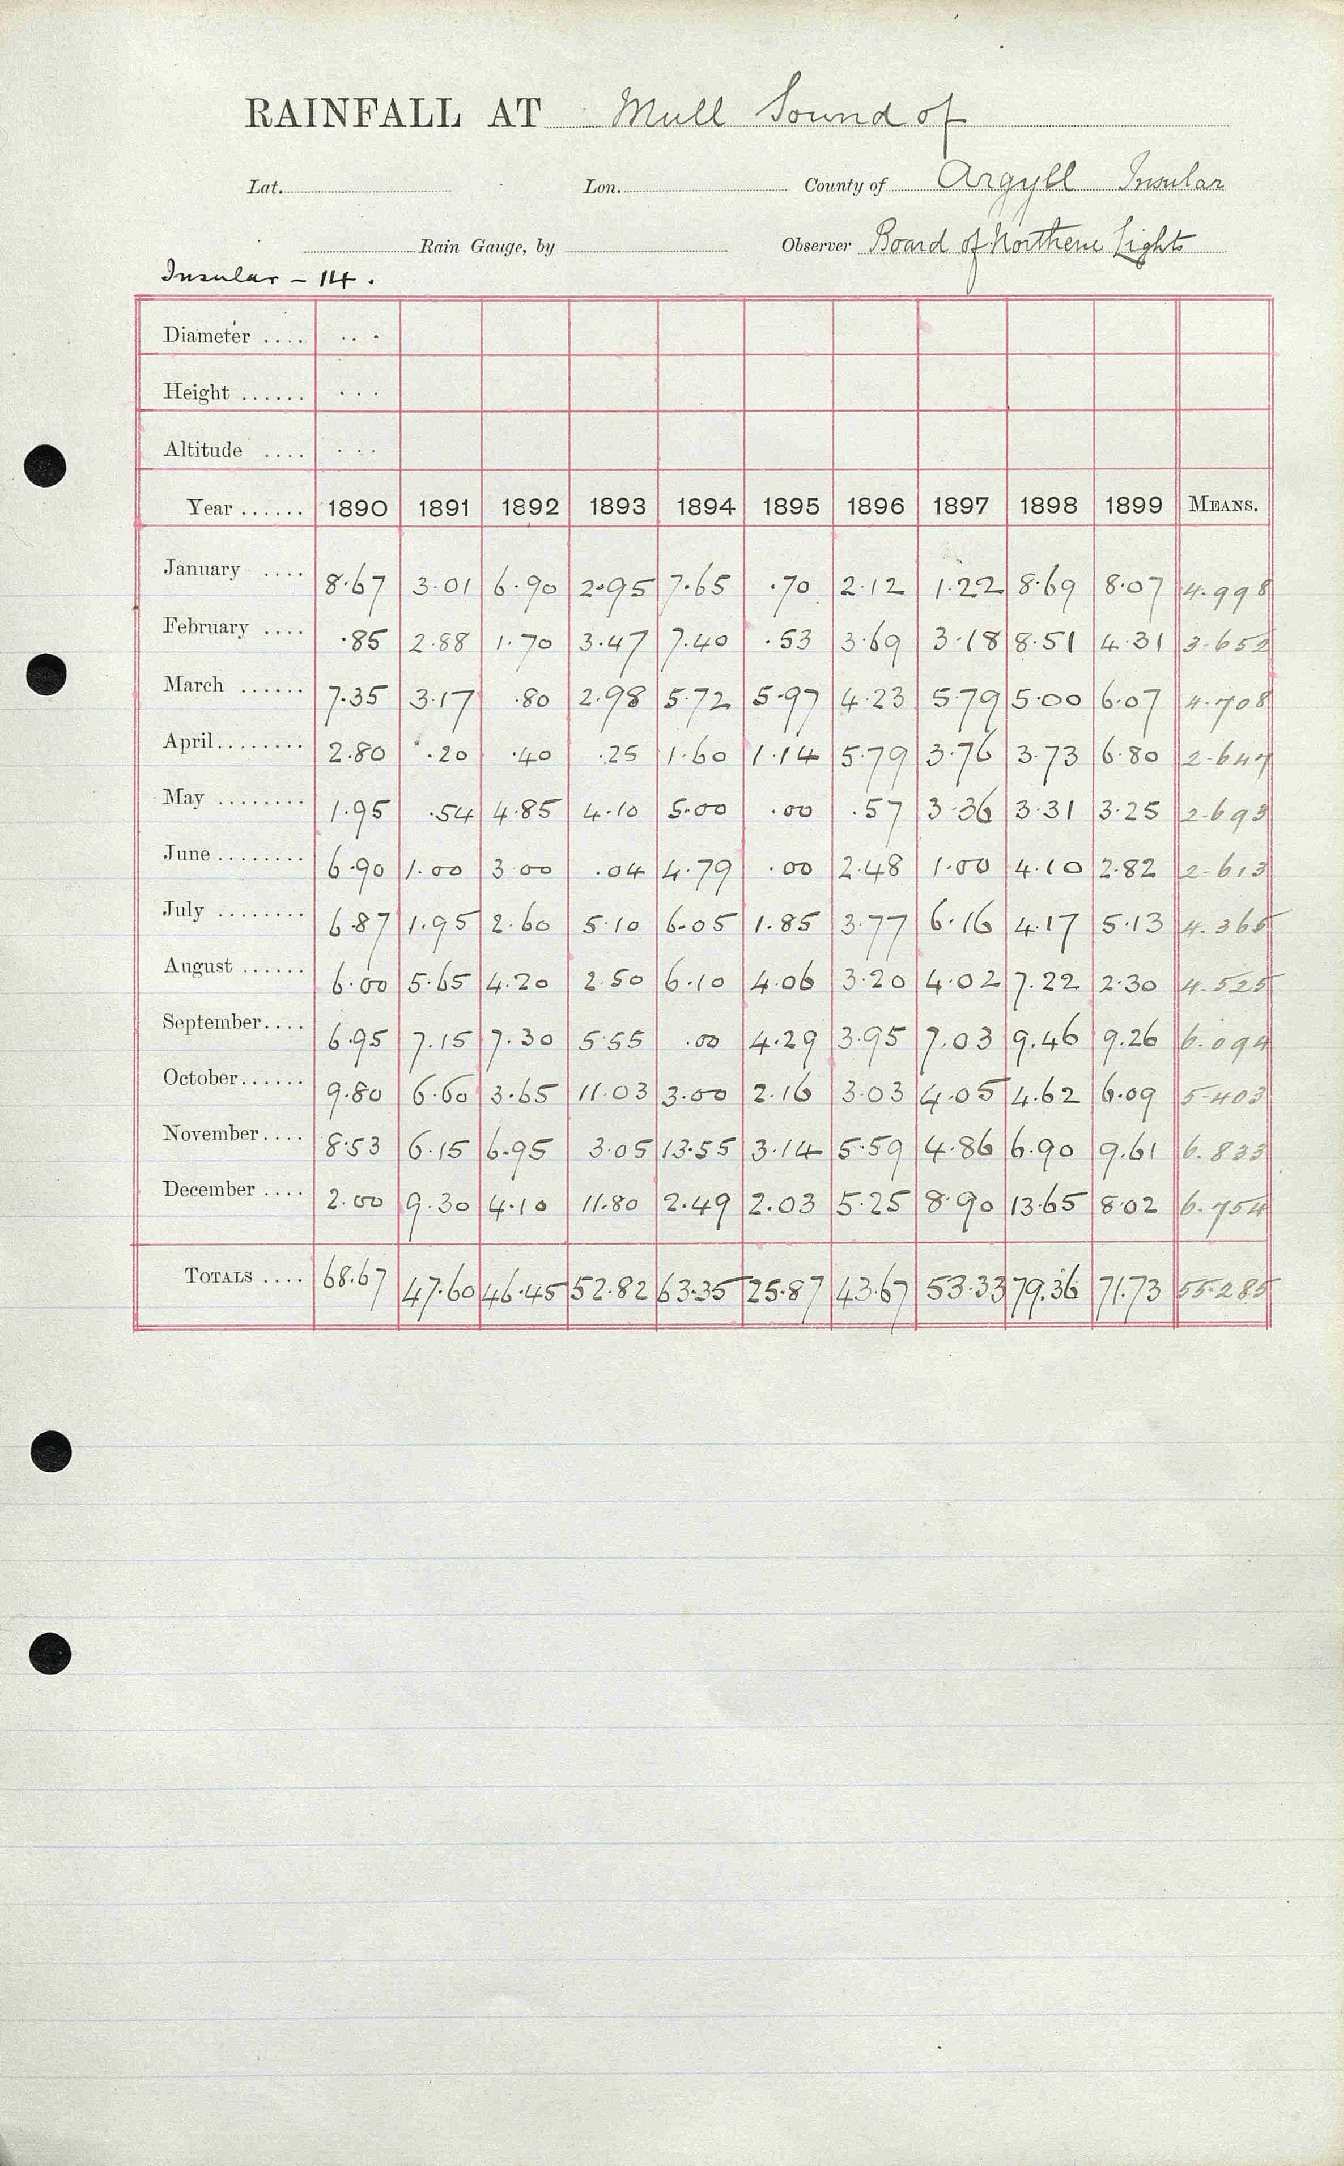 RAINFALL AT Mull Sound of
Lat. Lon. County of Argyll Insular
Rain Gauge, by Observer Board of Northern Lights
Insular - 14.
Diameter .... ...
Height ...... ...
Altitude .... ...
Year ...... 1890 1891 1892 1893 1894 1895 1896 1897 1898 1899 MEANS.
January .... 8.67 3.01 6.90 2.95 7.65 .70 2.12 1.22 8.69 8.07 4.998
February .... .85 2.88 1.70 3.47 7.40 .53 3.69 3.18 8.51 4.31 3.652
March ...... 7.35 3.17 .80 2.98 5.72 5.97 4.23 5.79 5.00 6.07 4.708
April........ 2.80 .20 .40 .25 1.60 1.14 5.79 3.76 3.73 6.80 2.647
May ........ 1.95 .54 4.85 4.10 5.00 .00 .57 3.36 3.31 3.25 2.693
June ........ 6.90 1.00 3.00 .04 4.79 .00 2.48 1.00 4.10 2.82 2.613
July ........ 6.87 1.95 2.60 5.10 6.05 1.85 3.77 6.16 4.17 5.13 4.365
August ...... 6.00 5.65 4.20 2.50 6.10 4.06 3.20 4.02 7.22 2.30 4.525
September.... 6.95 7.15 7.30 5.55 .00 4.29 3.95 7.03 9.46 9.26 6.094
October...... 9.80 6.60 3.65 11.03 3.00 2.16 3.03 4.05 4.62 6.09 5.403
November.... 8.53 6.15 6.95 3.05 13.55 3.14 5.59 4.86 6.90 9.61 6.833
December .... 2.00 9.30 4.10 11.80 2.49 2.03 5.25 8.90 13.65 8.02 6.754
TOTALS .... 68.67 47.60 46.45 52.82 63.35 25.87 43.67 53.33 79.36 71.73 55.285